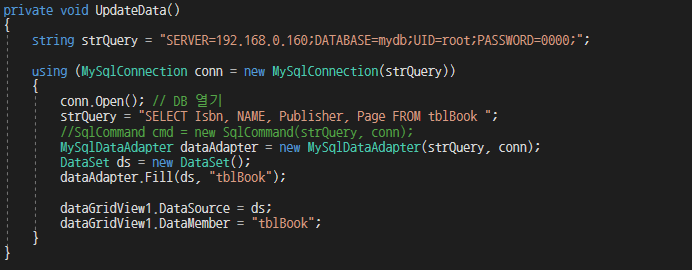 private void UpdateData()
{
    string strQuery = "SERVER=192.168.0.160;DATABASE=mydb;UID=root;PASSWORD=0000;";
    using (MySqlConnection conn = new MySqlConnection(strQuery))
    {
        conn.Open(); // DB 열기
        strQuery = "SELECT Isbn, NAME, Publisher, Page FROM tblBook ";
        //SqlCommand cmd = new SqlCommand(strQuery, conn);
        MySqlDataAdapter dataAdapter = new MySqlDataAdapter(strQuery, conn);
        DataSet ds = new DataSet();
        dataAdapter.Fill(ds, "tblBook");
        dataGridView1.DataSource = ds;
        dataGridView1.DataMember = "tblBook";
    }
}